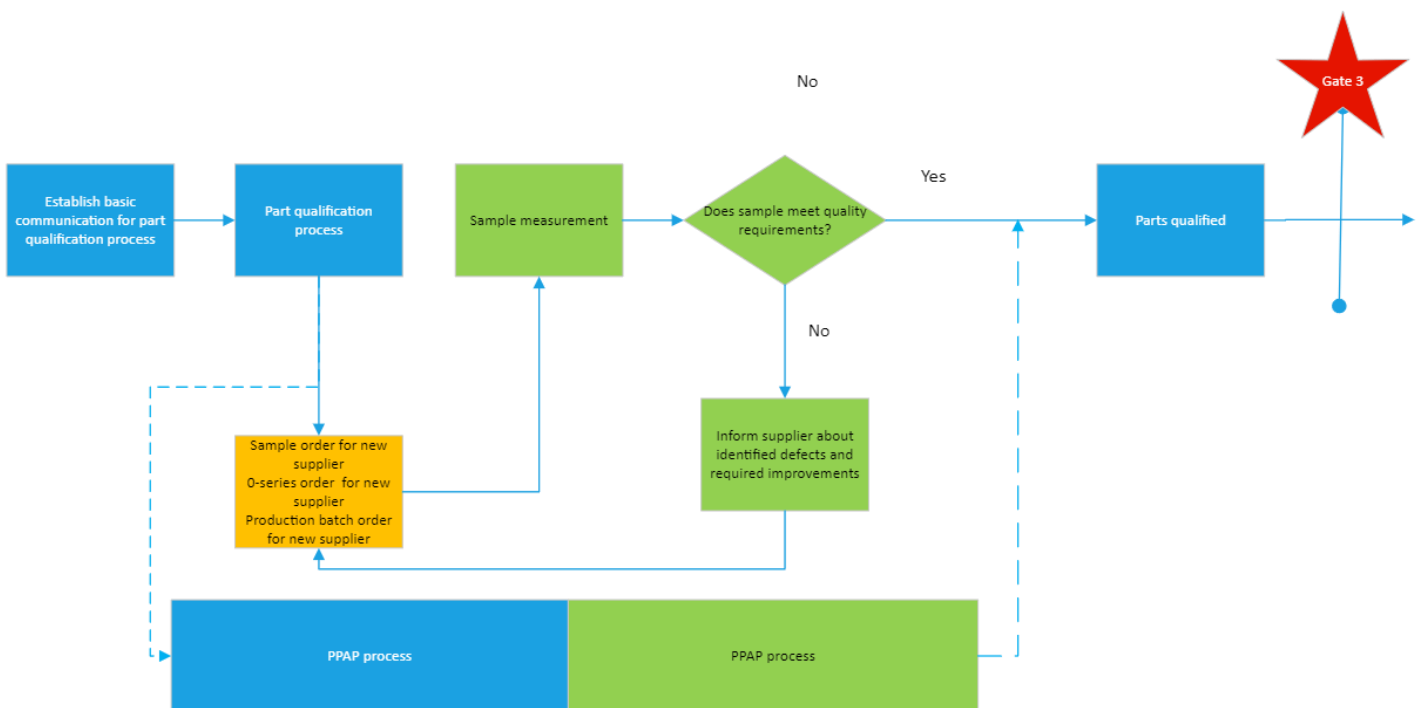 No
Gate 3
Establish basic
communication for part
qualification process
Part qualification
process
Sample measurement
Does sample meet quality
requirements?
Yes
Parts qualified
No
Sample order for new
supplier
0-series order  for new
supplier
Production batch order
for new supplier
Inform supplier about
identified defects and
required improvements
PPAP process
PPAP process